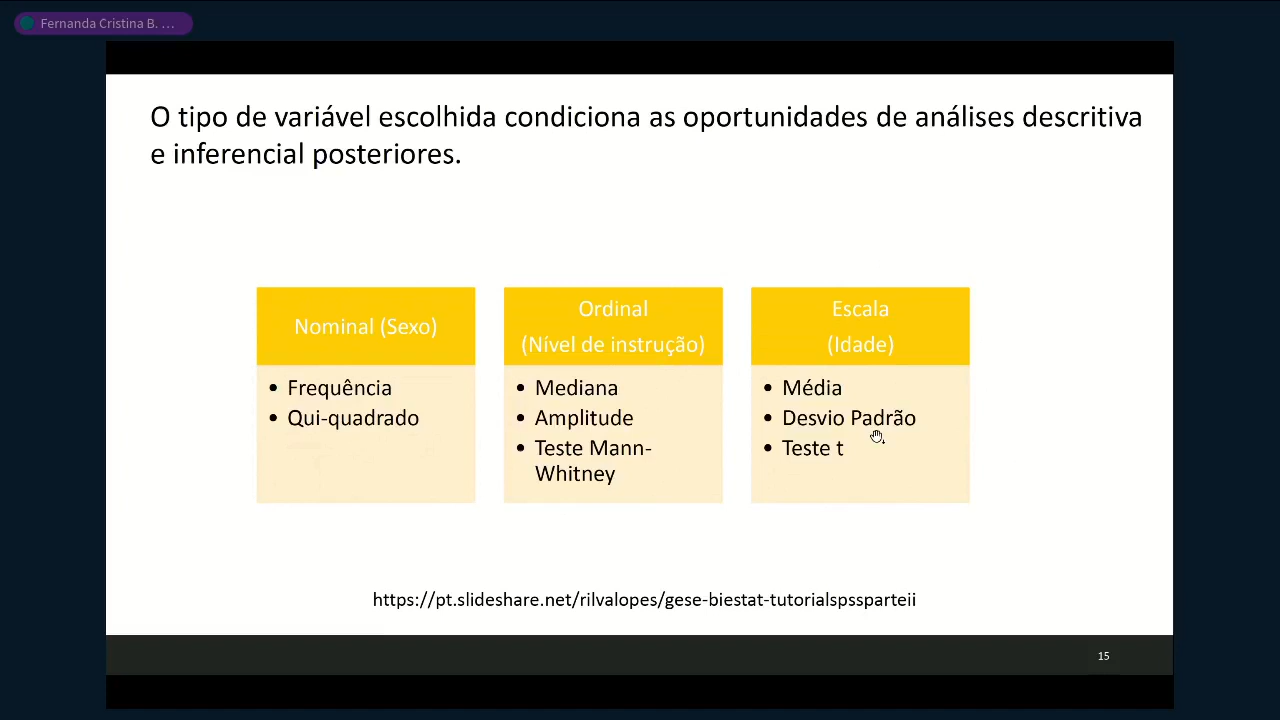 Fernanda Cristina B. ...
O tipo de variável escolhida condiciona as oportunidades de análises descritiva
e inferencial posteriores.
Nominal (Sexo)
• Frequência
• Qui-quadrado
Ordinal
(Nível de instrução)
• Mediana
• Amplitude
• Teste Mann-
Whitney
Escala
(Idade)
• Média
• Desvio Padrão
• Teste t
https://pt.slideshare.net/rilvalopes/gese-biestat-tutorialspssparteii
15